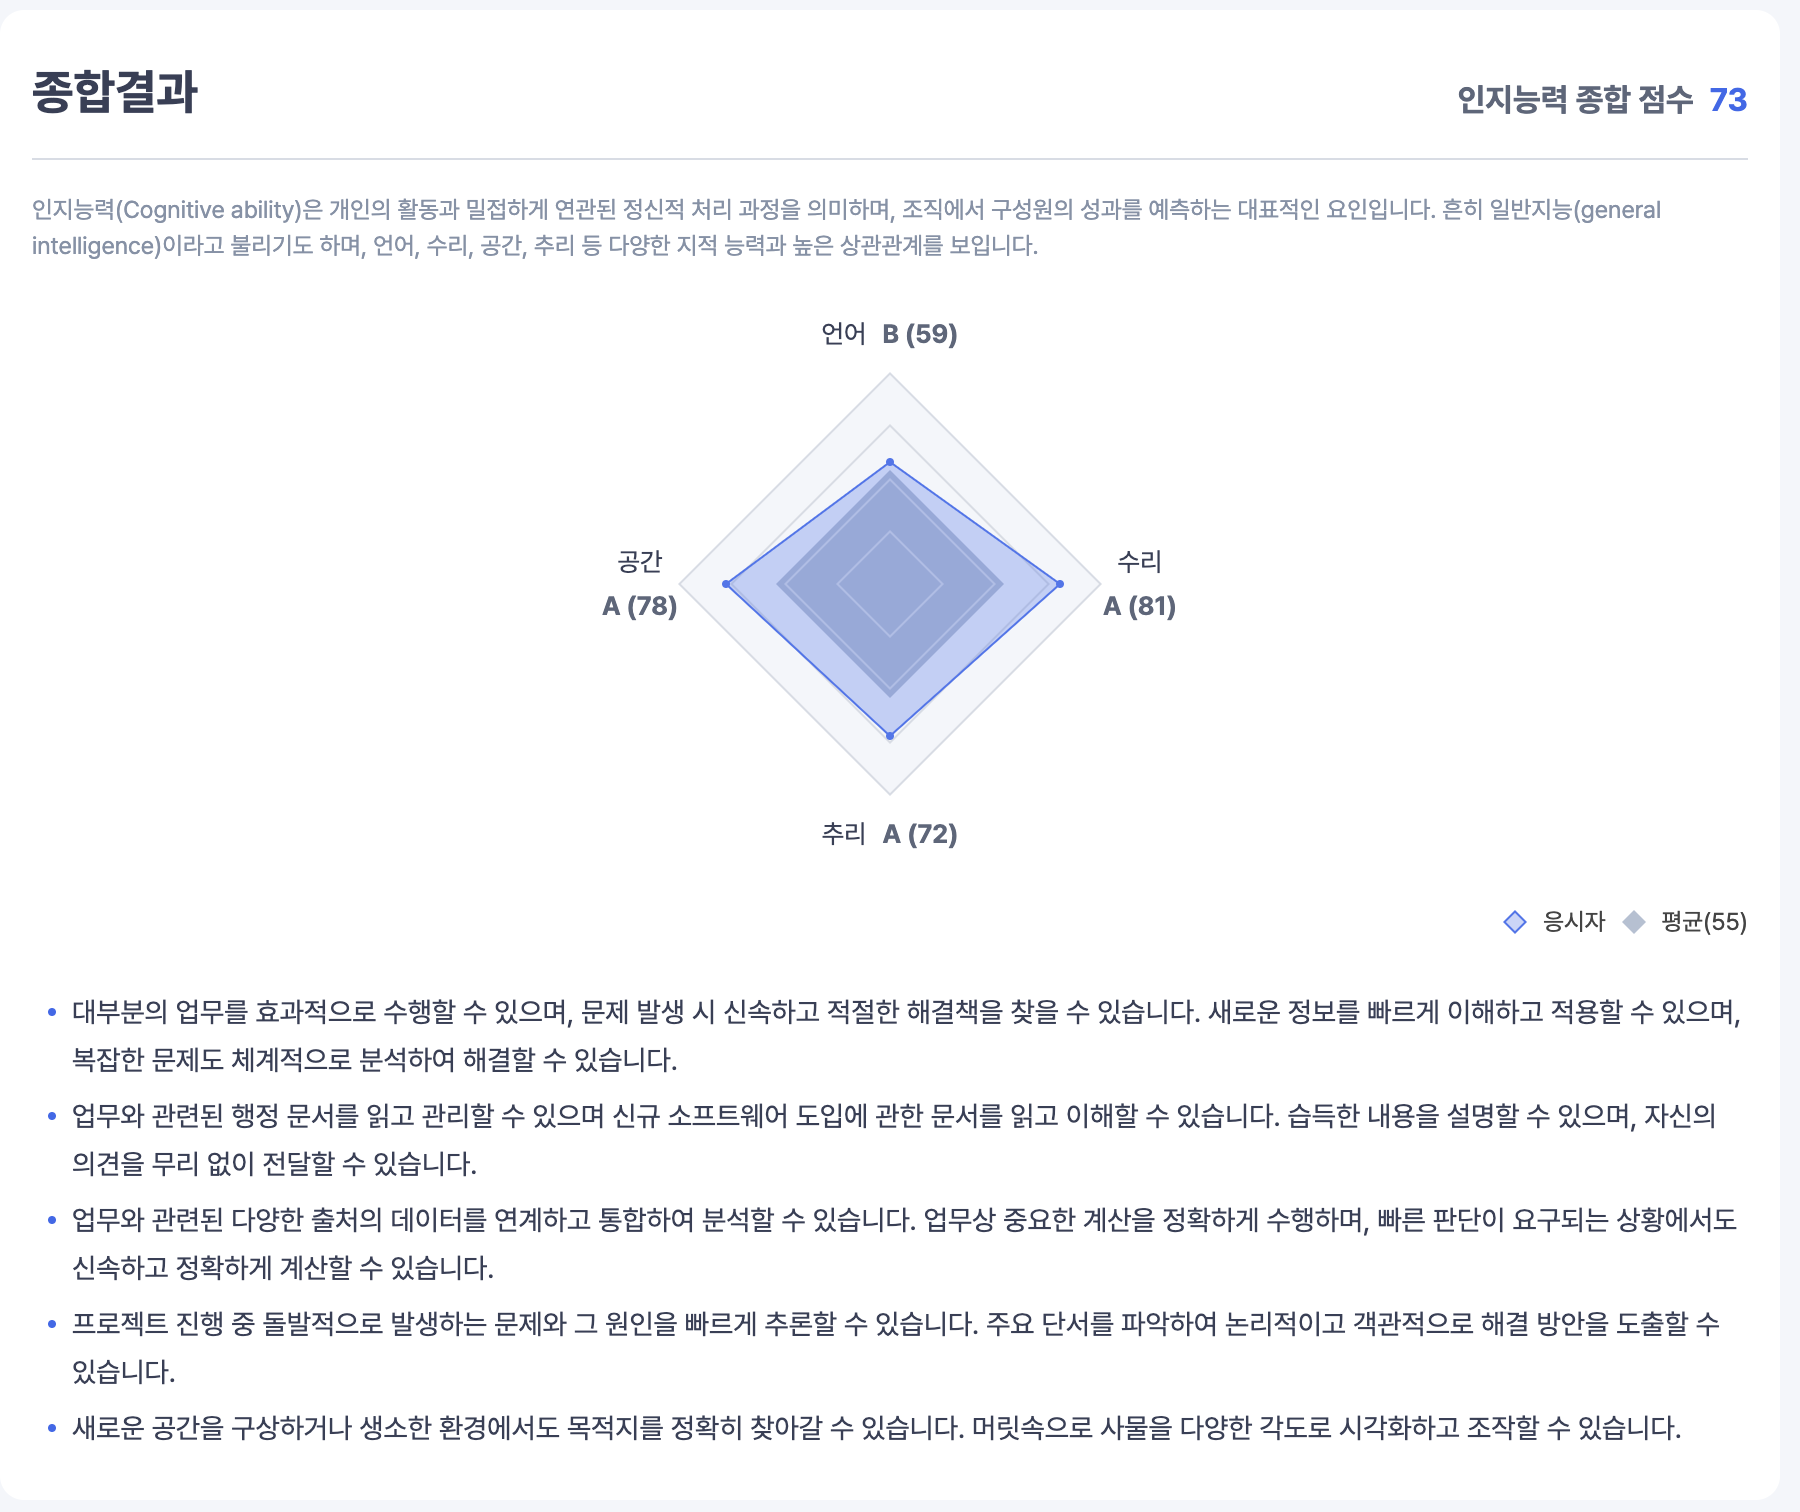 종합결과
인지능력 종합 점수 73
인지능력(Cognitive ability)은 개인의 활동과 밀접하게 연관된 정신적 처리 과정을 의미하며, 조직에서 구성원의 성과를 예측하는 대표적인 요인입니다. 흔히 일반지능(general
intelligence)이라고 불리기도 하며, 언어, 수리, 공간, 추리 등 다양한 지적 능력과 높은 상관관계를 보입니다.
언어 B (59)
공간
A (78)
수리
A (81)
추리 A (72)
응시자 평균(55)
• 대부분의 업무를 효과적으로 수행할 수 있으며, 문제 발생 시 신속하고 적절한 해결책을 찾을 수 있습니다. 새로운 정보를 빠르게 이해하고 적용할 수 있으며,
복잡한 문제도 체계적으로 분석하여 해결할 수 있습니다.
• 업무와 관련된 행정 문서를 읽고 관리할 수 있으며 신규 소프트웨어 도입에 관한 문서를 읽고 이해할 수 있습니다. 습득한 내용을 설명할 수 있으며, 자신의
의견을 무리 없이 전달할 수 있습니다.
• 업무와 관련된 다양한 출처의 데이터를 연계하고 통합하여 분석할 수 있습니다. 업무상 중요한 계산을 정확하게 수행하며, 빠른 판단이 요구되는 상황에서도
신속하고 정확하게 계산할 수 있습니다.
• 프로젝트 진행 중 돌발적으로 발생하는 문제와 그 원인을 빠르게 추론할 수 있습니다. 주요 단서를 파악하여 논리적이고 객관적으로 해결 방안을 도출할 수
있습니다.
• 새로운 공간을 구상하거나 생소한 환경에서도 목적지를 정확히 찾아갈 수 있습니다. 머릿속으로 사물을 다양한 각도로 시각화하고 조작할 수 있습니다.